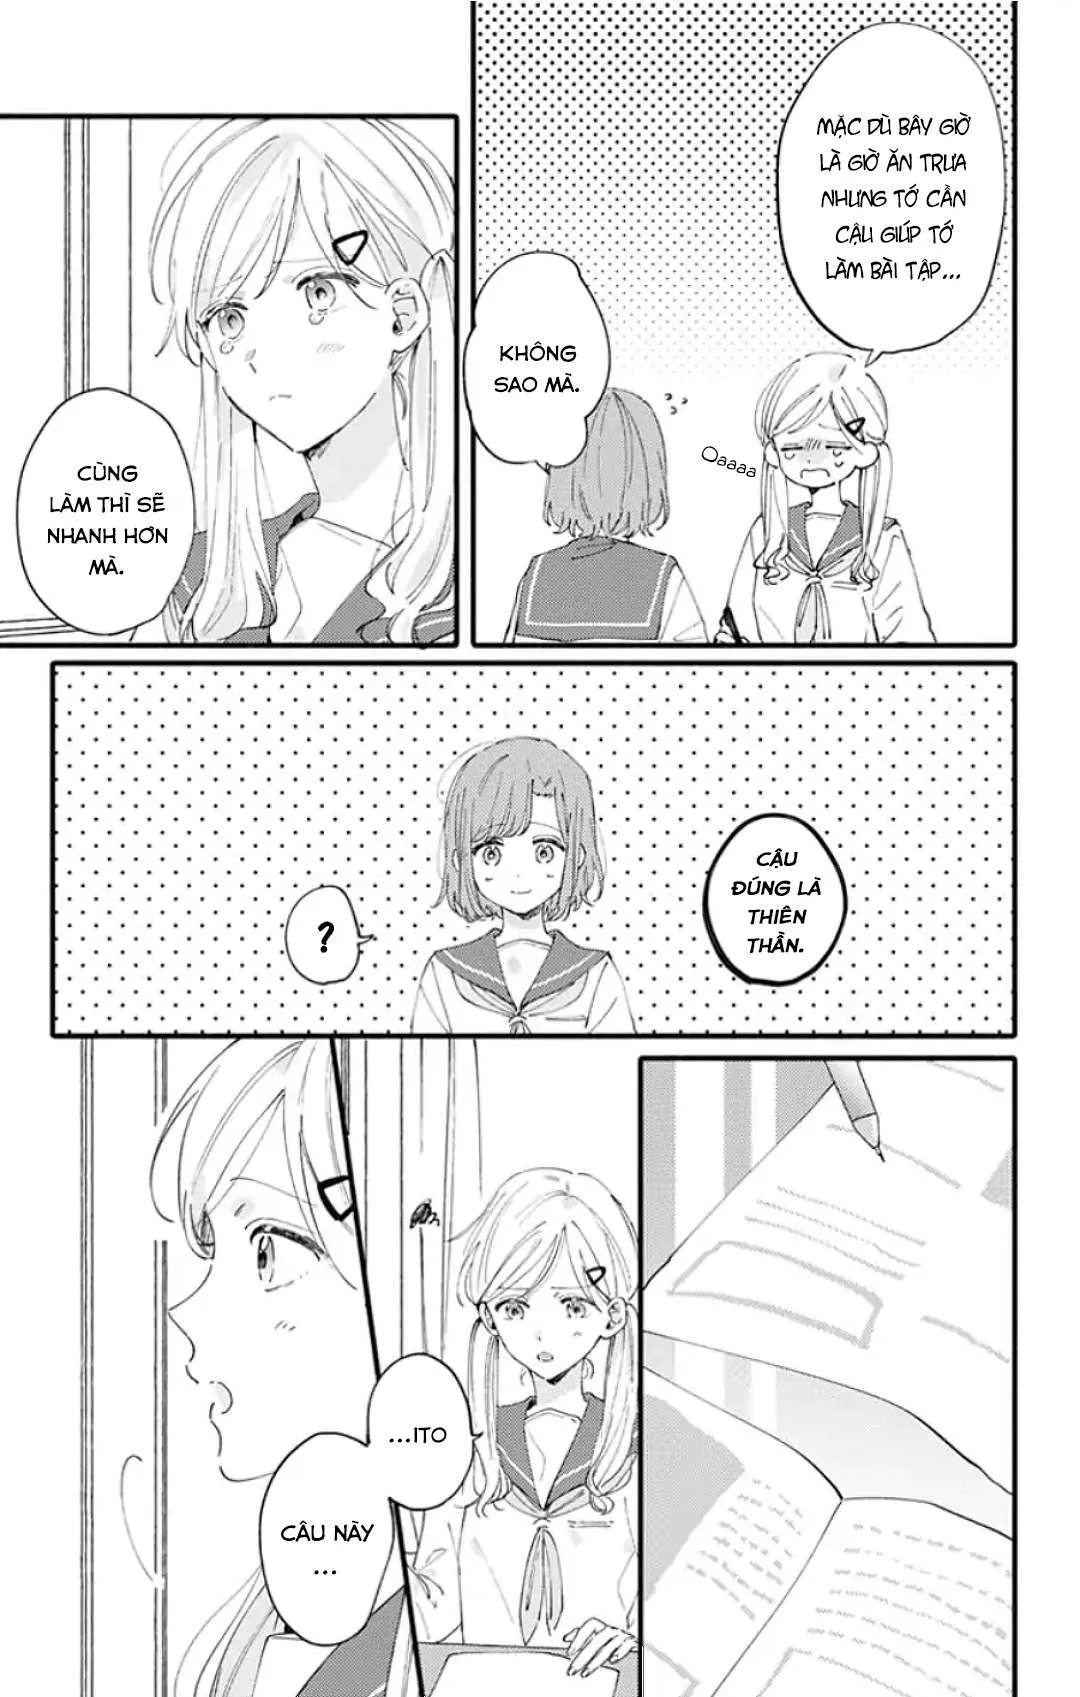 MẶC DÙ BÂY GIỜ
LÀ GIỜ ĂN TRƯA
NHƯNG TỚ CẦN
CẬU GIÚP TỚ
LÀM BÀI TẬP...
KHÔNG
SAO MÀ.
Oaaaa
CÙNG
LÀM THÌ SẼ
NHANH HƠN
MÀ.
CẬU
ĐÚNG LÀ
THIÊN
THẦN.
?
...ITO
CÂU NÀY
...